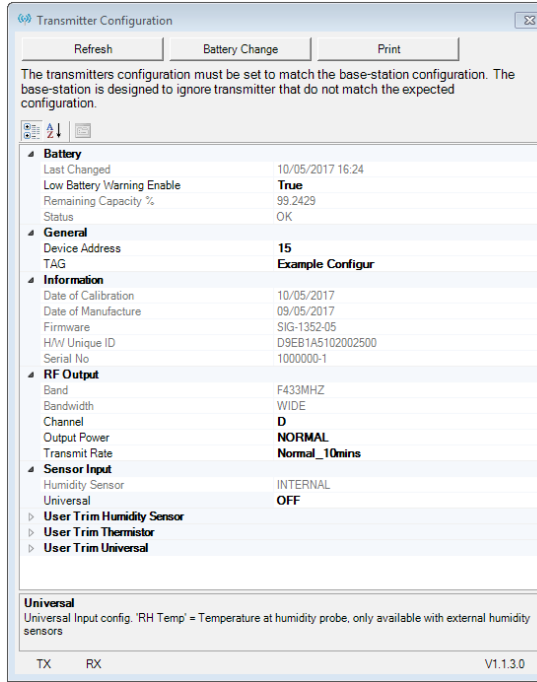 Transmitter Configuration
Refresh Battery Change Print
The transmitters configuration must be set to match the base-station configuration. The
base-station is designed to ignore transmitter that do not match the expected
configuration.
Battery
Last Changed 10/05/2017 16:24
Low Battery Warning Enable True
Remaining Capacity % 99.2429
Status OK
General
Device Address 15
TAG Example Configur
Information
Date of Calibration 10/05/2017
Date of Manufacture 09/05/2017
Firmware SIG-1352-05
H/W Unique ID D9EB1A5102002500
Serial No 1000000-1
RF Output
Band F433MHZ
Bandwidth WIDE
Channel D
Output Power NORMAL
Transmit Rate Normal_10mins
Sensor Input
Humidity Sensor INTERNAL
Universal OFF
User Trim Humidity Sensor
User Trim Thermistor
User Trim Universal
Universal
Universal Input config. 'RH Temp' = Temperature at humidity probe, only available with external humidity
sensors
TX RX V1.1.3.0